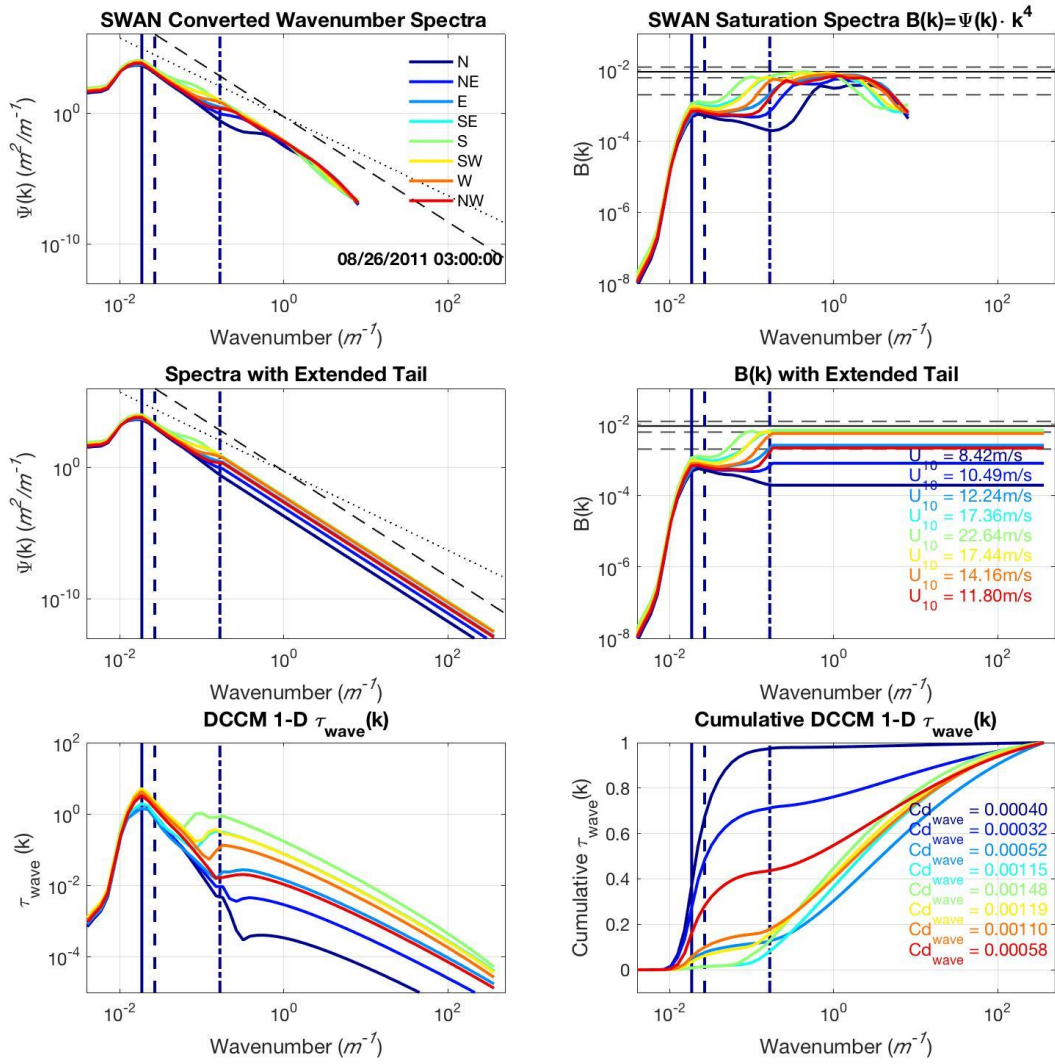 SWAN Converted Wavenumber Spectra
Ψ(k) (m²/m⁻¹)
10⁰
10⁻¹⁰
N
NE
E
SE
S
SW
W
NW
08/26/2011 03:00:00
10⁻² 10⁰ 10²
Wavenumber (m⁻¹)
SWAN Saturation Spectra B(k)=Ψ(k)· k⁴
B(k)
10⁻²
10⁻⁴
10⁻⁶
10⁻⁸
10⁻² 10⁰ 10²
Wavenumber (m⁻¹)
Spectra with Extended Tail
Ψ(k) (m²/m⁻¹)
10⁰
10⁻¹⁰
10⁻² 10⁰ 10²
Wavenumber (m⁻¹)
B(k) with Extended Tail
B(k)
10⁻²
10⁻⁴
10⁻⁶
10⁻⁸
U₁₀ = 8.42m/s
U₁₀ = 10.49m/s
U₁₀ = 12.24m/s
U₁₀ = 17.36m/s
U₁₀ = 22.64m/s
U₁₀ = 17.44m/s
U₁₀ = 14.16m/s
U₁₀ = 11.80m/s
10⁻² 10⁰ 10²
Wavenumber (m⁻¹)
DCCM 1-D τwave(k)
τwave(k)
10²
10⁰
10⁻²
10⁻⁴
10⁻² 10⁰ 10²
Wavenumber (m⁻¹)
Cumulative DCCM 1-D τwave(k)
Cumulative τwave(k)
1
0.8
0.6
0.4
0.2
0
Cdwave = 0.00040
Cdwave = 0.00032
Cdwave = 0.00052
Cdwave = 0.00115
Cdwave = 0.00148
Cdwave = 0.00119
Cdwave = 0.00110
Cdwave = 0.00058
10⁻² 10⁰ 10²
Wavenumber (m⁻¹)